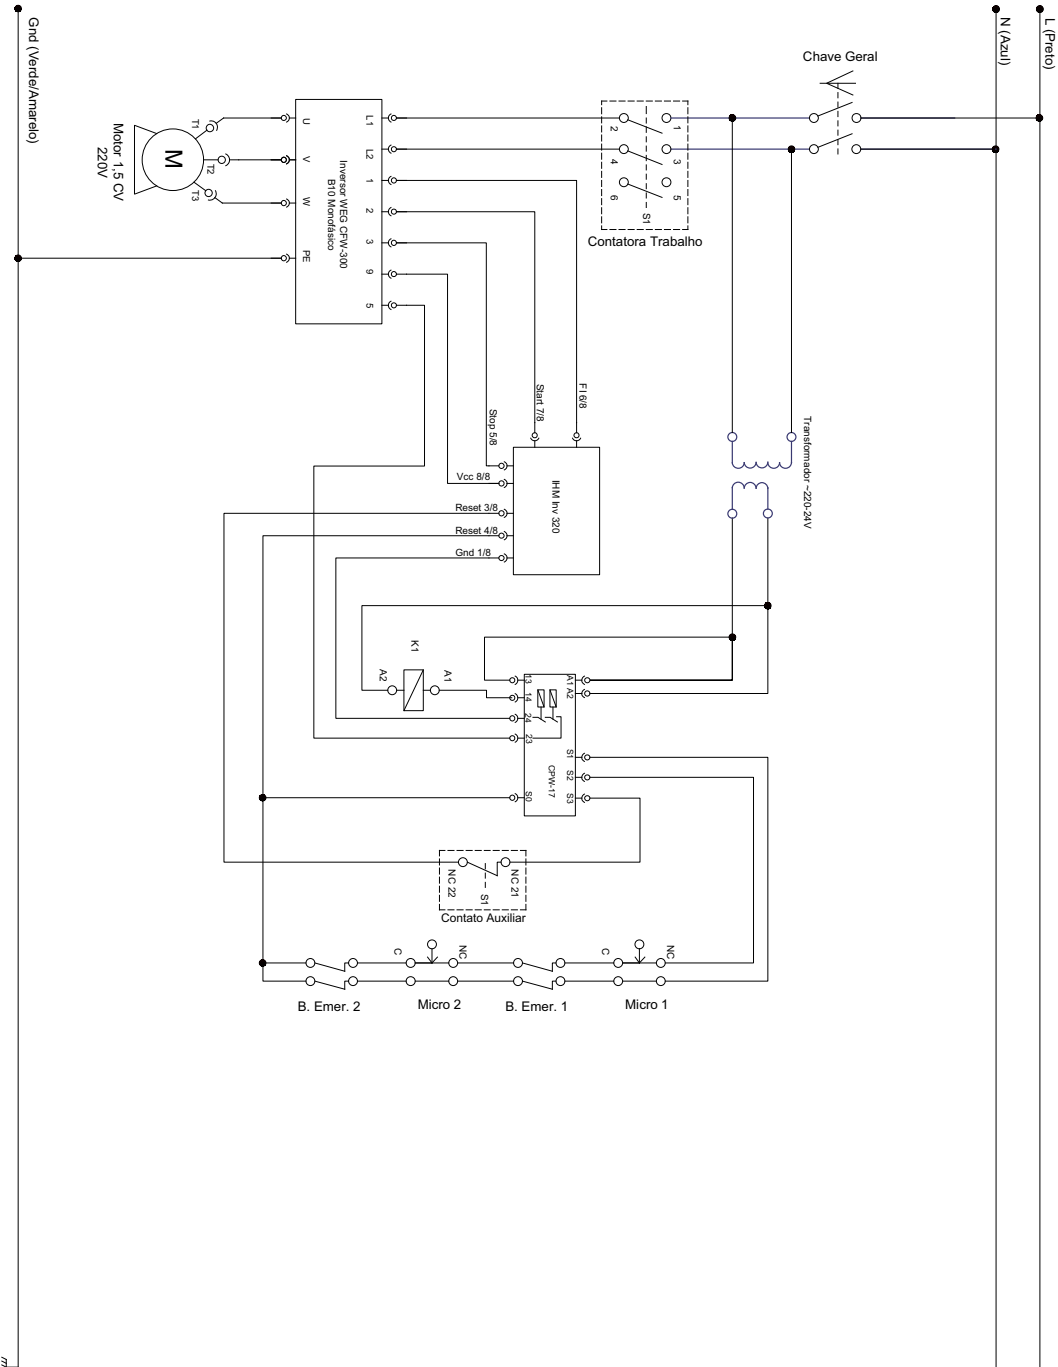 Gnd (Verde/Amarelo)
N (Azul)
L (Preto)
Chave Geral
T1
T2
T3
M
Motor 1,5 CV
220V
U
V
W
PE
Inversor WEG CFW-300
B10 Monofásico
L1
L2
1
2
3
9
5
2
1
4
3
6
5
S1
Contatora Trabalho
Transformador ~220-24V
FI 6/8
Start 7/8
Stop 5/8
Vcc 8/8
Reset 3/8
Reset 4/8
Gnd 1/8
IHM Inv 320
K1
A2
A1
13
14
24
23
S0
A1
A2
S1
S2
S3
CPW-17
NC 22
NC 21
S1
Contato Auxiliar
C
NC
C
NC
B. Emer. 2
Micro 2
B. Emer. 1
Micro 1